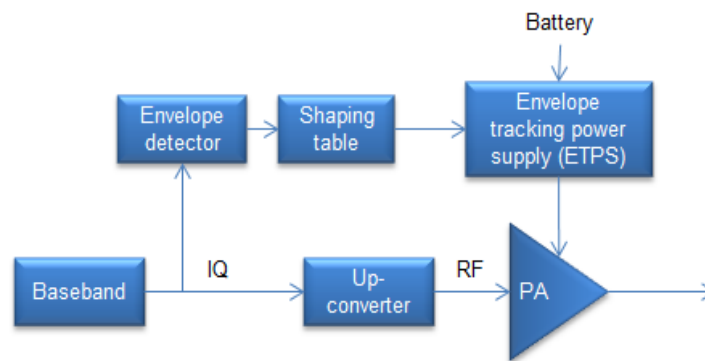 Battery
Envelope
detector
Shaping
table
Envelope
tracking power
supply (ETPS)
Baseband
IQ
Up-
converter
RF
PA